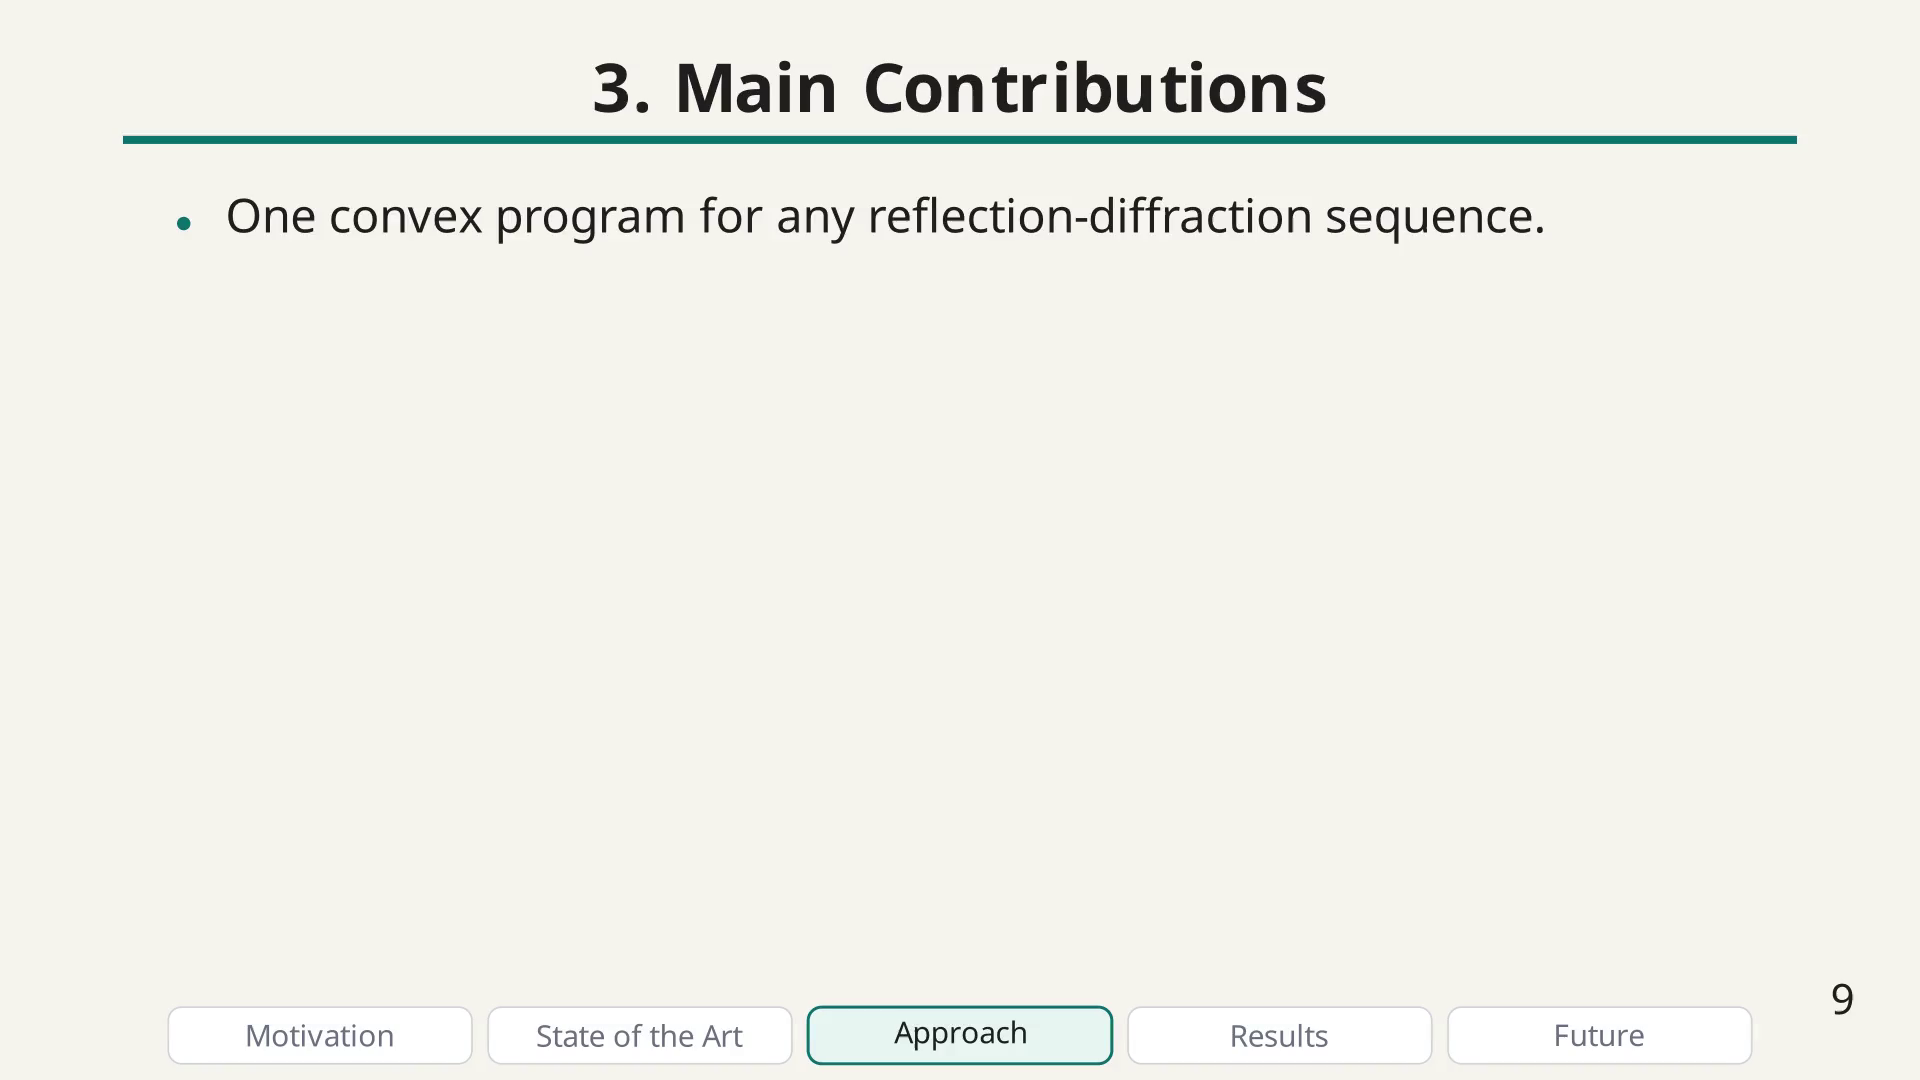 3. Main Contributions
• One convex program for any reflection-diffraction sequence.
9
Motivation
State of the Art
Approach
Results
Future